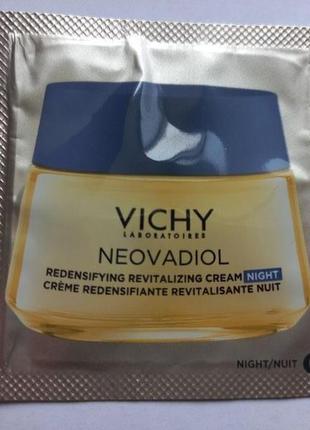 VICHY
LABORATOIRES
NEOVADIOL
REDENSIFYING REVITALIZING CREAM NIGHT
CRÈME REDENSIFIANTE REVITALISANTE NUIT
NIGHT/NUIT